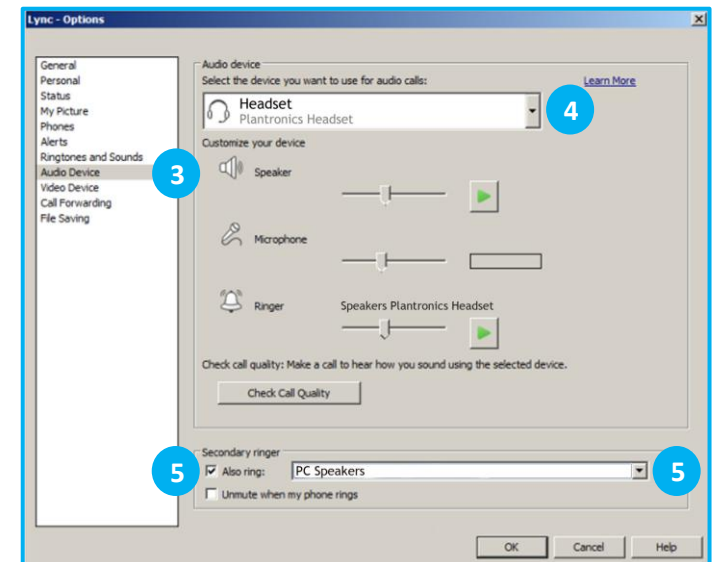 Lync - Options
General
Personal
Status
My Picture
Phones
Alerts
Ringtones and Sounds
Audio Device
Video Device
Call Forwarding
File Saving
3
Audio device
Select the device you want to use for audio calls:
Learn More
Headset
Plantronics Headset
4
Customize your device
Speaker
Microphone
Ringer Speakers Plantronics Headset
Check call quality: Make a call to hear how you sound using the selected device.
Check Call Quality
Secondary ringer
5 Also ring: PC Speakers 5
Unmute when my phone rings
OK Cancel Help